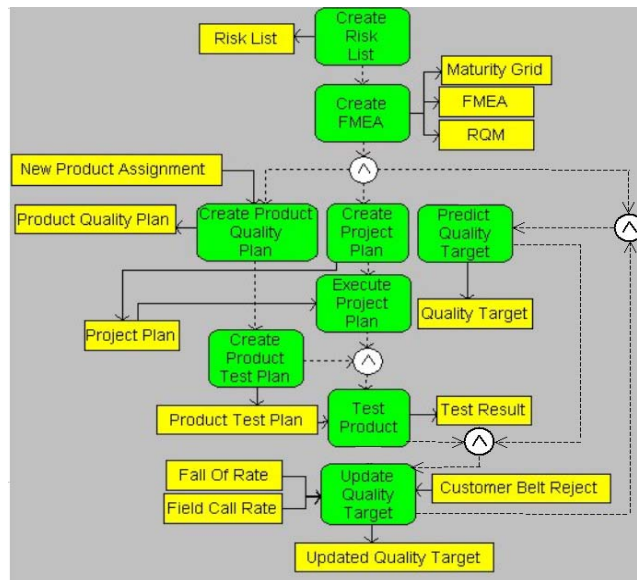 Risk List
Create
Risk
List
Create
FMEA
Maturity Grid
FMEA
RQM
^
New Product Assignment
Product Quality Plan
Create Product
Quality
Plan
Create
Project
Plan
Predict
Quality
Target
^
Execute
Project
Plan
Quality Target
Project Plan
Create
Product
Test Plan
^
Product Test Plan
Test
Product
Test Result
^
Fall Of Rate
Field Call Rate
Update
Quality
Target
Customer Belt Reject
Updated Quality Target